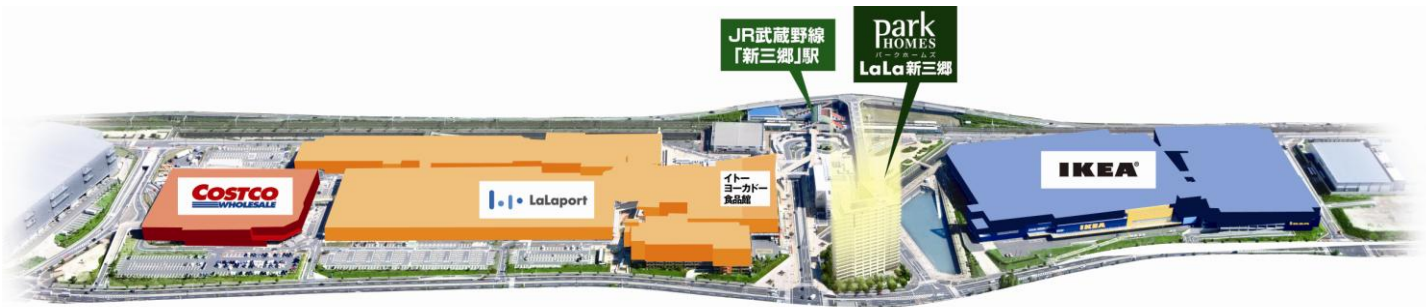 JR武蔵野線
「新三郷」駅
Park
HOMES
パークホームズ
LaLa新三郷
COSTCO
WHOLESALE
LaLaport
イトー
ヨーカドー
食品館
IKEA®
IKEA
IKEA